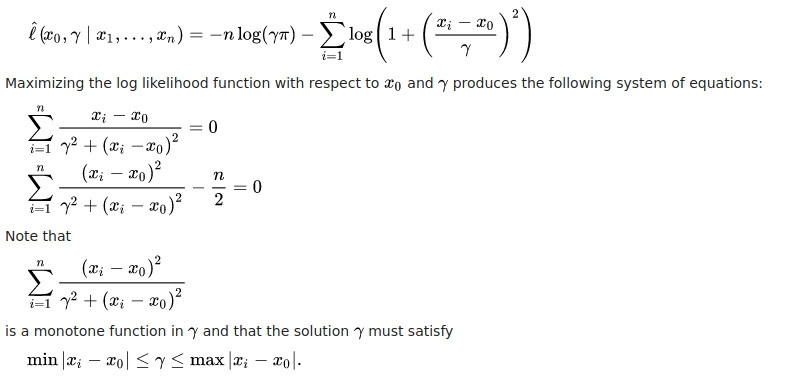 $\hat{\ell}(x_0, \gamma \mid x_1, \ldots, x_n) = -n \log(\gamma\pi) - \sum_{i=1}^{n} \log\left(1 + \left(\frac{x_i - x_0}{\gamma}\right)^2\right)$
Maximizing the log likelihood function with respect to $x_0$ and $\gamma$ produces the following system of equations:
$\sum_{i=1}^{n} \frac{x_i - x_0}{\gamma^2 + (x_i - x_0)^2} = 0$
$\sum_{i=1}^{n} \frac{(x_i - x_0)^2}{\gamma^2 + (x_i - x_0)^2} - \frac{n}{2} = 0$
Note that
$\sum_{i=1}^{n} \frac{(x_i - x_0)^2}{\gamma^2 + (x_i - x_0)^2}$
is a monotone function in $\gamma$ and that the solution $\gamma$ must satisfy
$\min |x_i - x_0| \leq \gamma \leq \max |x_i - x_0|.$